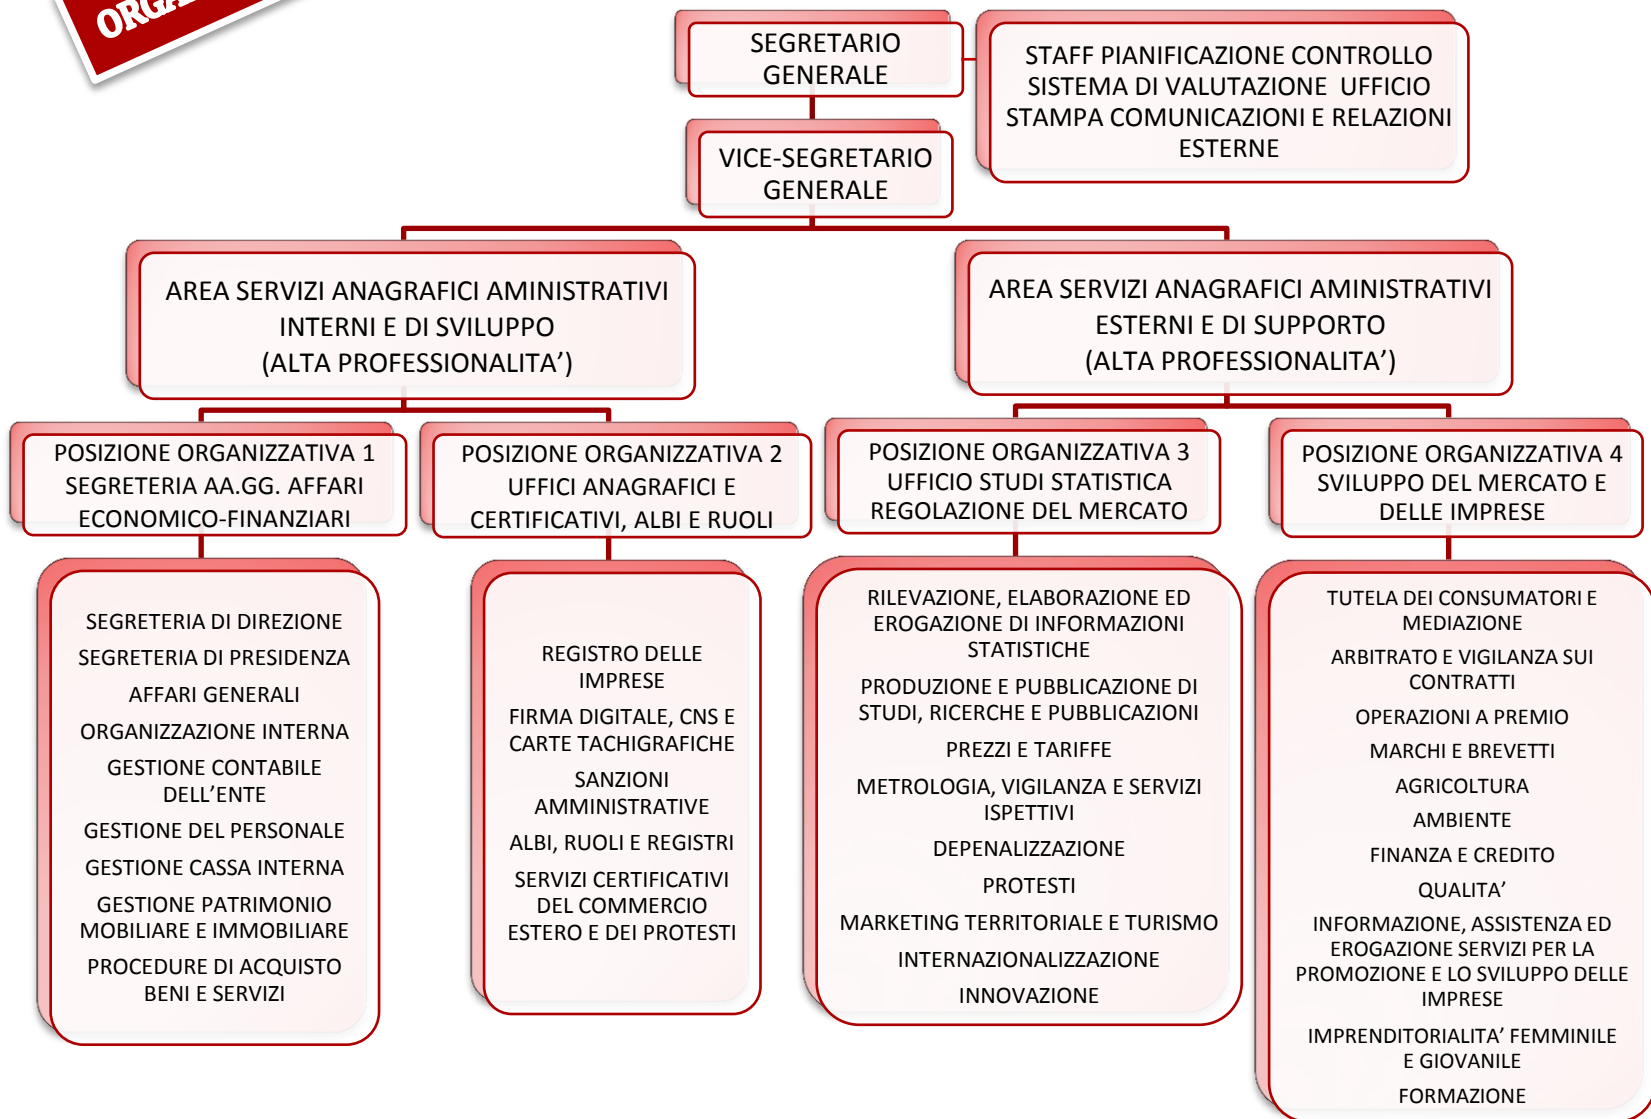 SEGRETARIO
GENERALE
STAFF PIANIFICAZIONE CONTROLLO
SISTEMA DI VALUTAZIONE UFFICIO
STAMPA COMUNICAZIONI E RELAZIONI
ESTERNE
VICE-SEGRETARIO
GENERALE
AREA SERVIZI ANAGRAFICI AMINISTRATIVI
INTERNI E DI SVILUPPO
(ALTA PROFESSIONALITA’)
AREA SERVIZI ANAGRAFICI AMINISTRATIVI
ESTERNI E DI SUPPORTO
(ALTA PROFESSIONALITA’)
POSIZIONE ORGANIZZATIVA 1
SEGRETERIA AA.GG. AFFARI
ECONOMICO-FINANZIARI
POSIZIONE ORGANIZZATIVA 2
UFFICI ANAGRAFICI E
CERTIFICATIVI, ALBI E RUOLI
POSIZIONE ORGANIZZATIVA 3
UFFICIO STUDI STATISTICA
REGOLAZIONE DEL MERCATO
POSIZIONE ORGANIZZATIVA 4
SVILUPPO DEL MERCATO E
DELLE IMPRESE
SEGRETERIA DI DIREZIONE
SEGRETERIA DI PRESIDENZA
AFFARI GENERALI
ORGANIZZAZIONE INTERNA
GESTIONE CONTABILE
DELL’ENTE
GESTIONE DEL PERSONALE
GESTIONE CASSA INTERNA
GESTIONE PATRIMONIO
MOBILIARE E IMMOBILIARE
PROCEDURE DI ACQUISTO
BENI E SERVIZI
REGISTRO DELLE
IMPRESE
FIRMA DIGITALE, CNS E
CARTE TACHIGRAFICHE
SANZIONI
AMMINISTRATIVE
ALBI, RUOLI E REGISTRI
SERVIZI CERTIFICATIVI
DEL COMMERCIO
ESTERO E DEI PROTESTI
RILEVAZIONE, ELABORAZIONE ED
EROGAZIONE DI INFORMAZIONI
STATISTICHE
PRODUZIONE E PUBBLICAZIONE DI
STUDI, RICERCHE E PUBBLICAZIONI
PREZZI E TARIFFE
METROLOGIA, VIGILANZA E SERVIZI
ISPETTIVI
DEPENALIZZAZIONE
PROTESTI
MARKETING TERRITORIALE E TURISMO
INTERNAZIONALIZZAZIONE
INNOVAZIONE
TUTELA DEI CONSUMATORI E
MEDIAZIONE
ARBITRATO E VIGILANZA SUI
CONTRATTI
OPERAZIONI A PREMIO
MARCHI E BREVETTI
AGRICOLTURA
AMBIENTE
FINANZA E CREDITO
QUALITA’
INFORMAZIONE, ASSISTENZA ED
EROGAZIONE SERVIZI PER LA
PROMOZIONE E LO SVILUPPO DELLE
IMPRESE
IMPRENDITORIALITA’ FEMMINILE
E GIOVANILE
FORMAZIONE